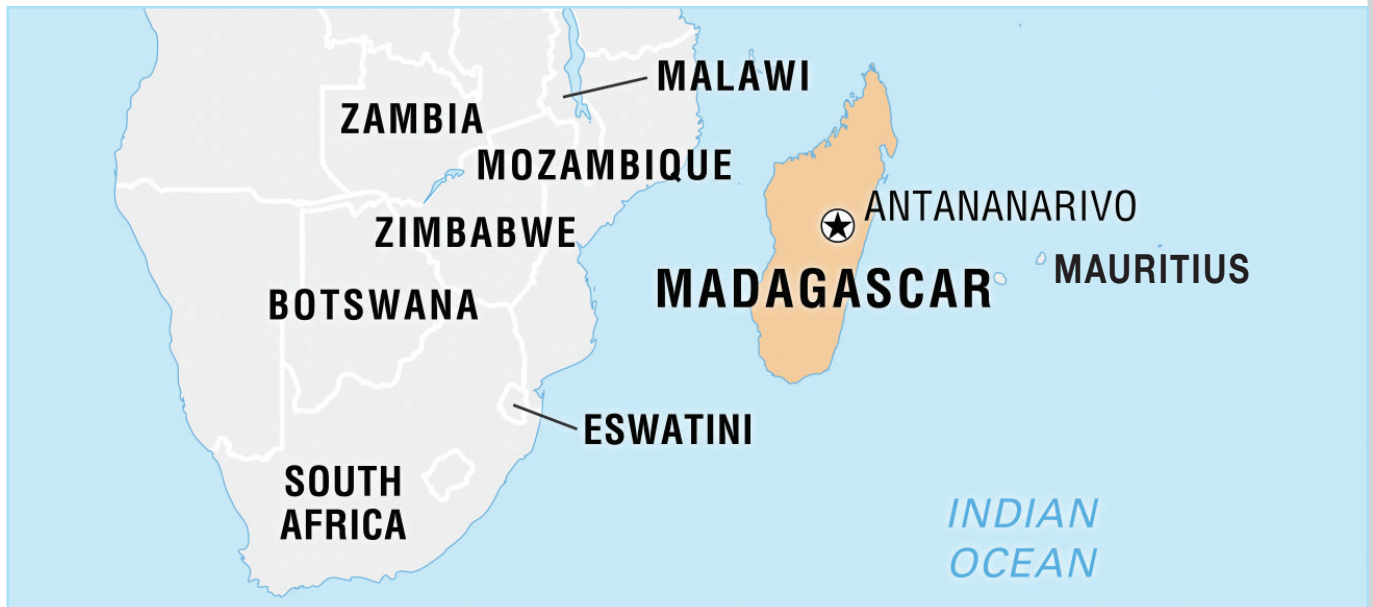 MALAWI
ZAMBIA
MOZAMBIQUE
ANTANANARIVO
ZIMBABWE
MAURITIUS
MADAGASCAR
BOTSWANA
ESWATINI
SOUTH
AFRICA
INDIAN
OCEAN